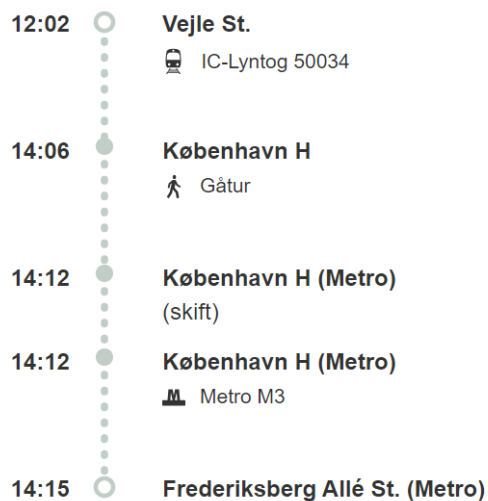 12:02 Vejle St.
IC-Lyntog 50034
14:06 København H
Gåtur
14:12 København H (Metro)
(skift)
14:12 København H (Metro)
M Metro M3
14:15 Frederiksberg Allé St. (Metro)